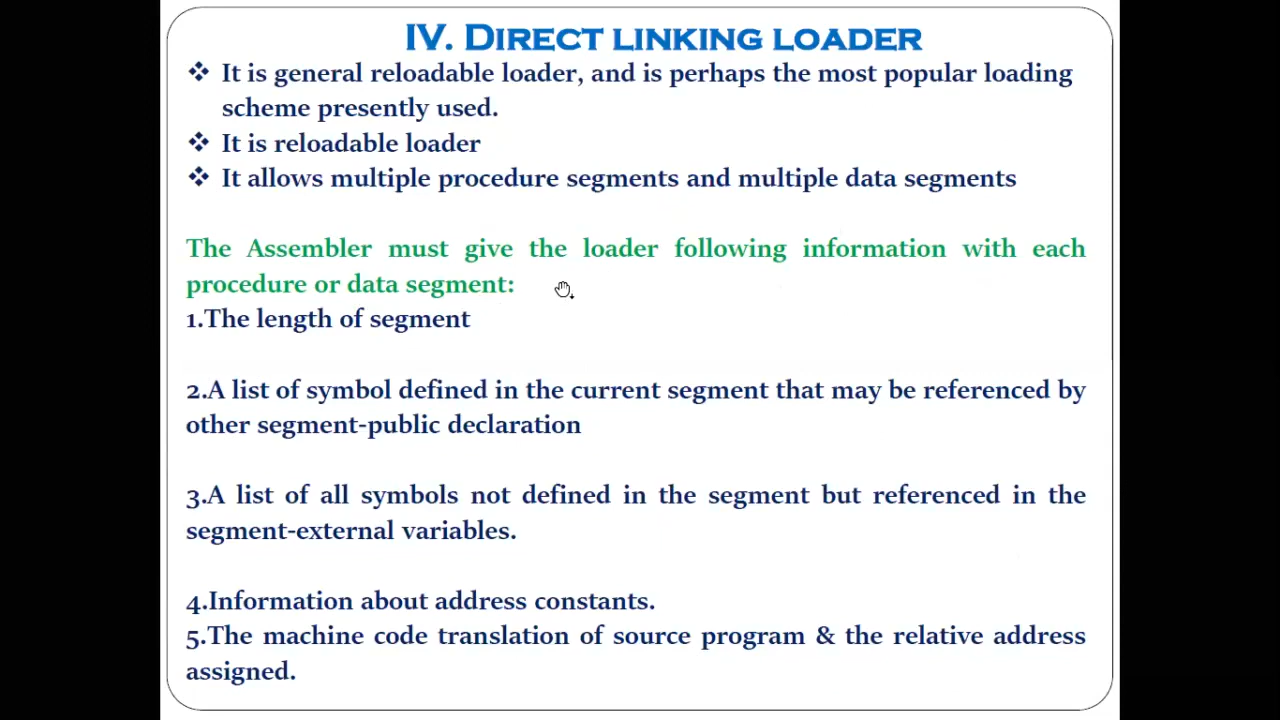 IV. DIRECT LINKING LOADER
❖ It is general reloadable loader, and is perhaps the most popular loading
scheme presently used.
❖ It is reloadable loader
❖ It allows multiple procedure segments and multiple data segments
The Assembler must give the loader following information with each
procedure or data segment:
1.The length of segment
2.A list of symbol defined in the current segment that may be referenced by
other segment-public declaration
3.A list of all symbols not defined in the segment but referenced in the
segment-external variables.
4.Information about address constants.
5.The machine code translation of source program & the relative address
assigned.